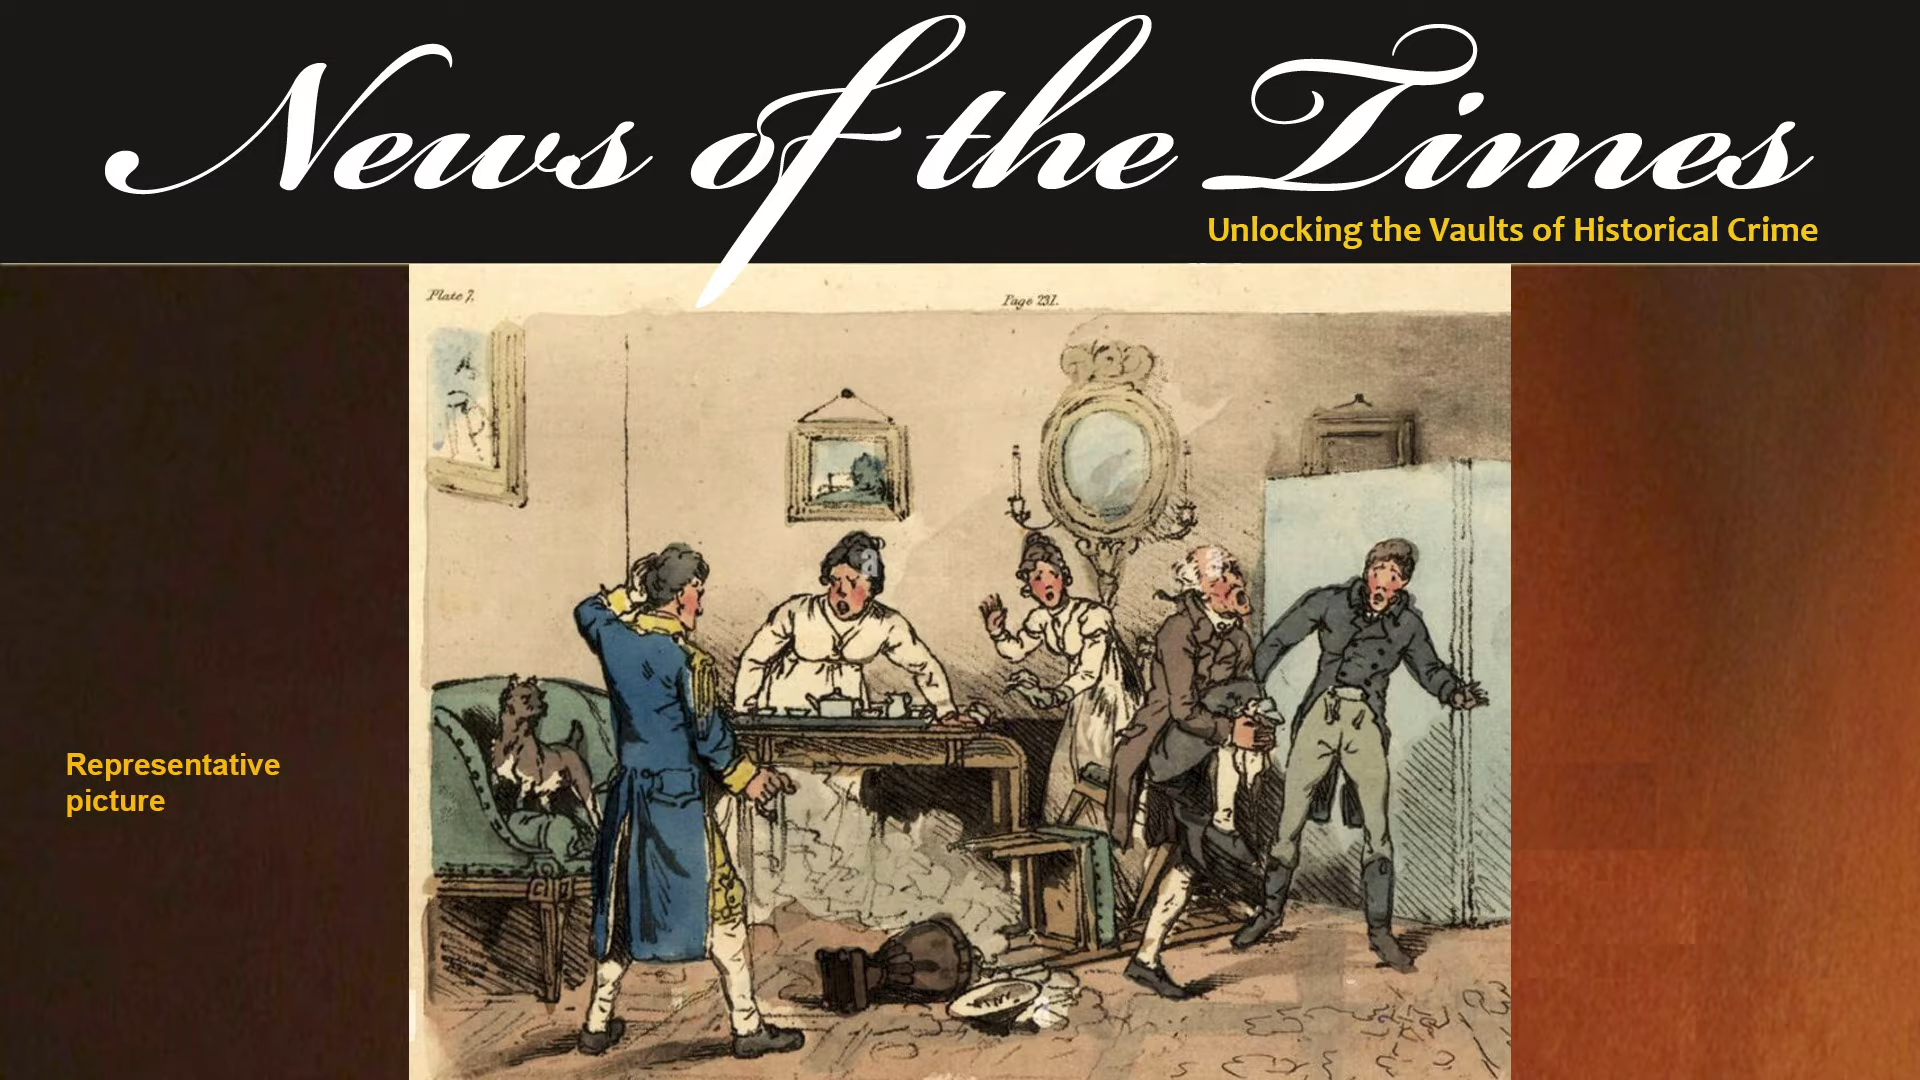 News of the Times
Unlocking the Vaults of Historical Crime
Plate 7.
Page 231.
Representative
picture